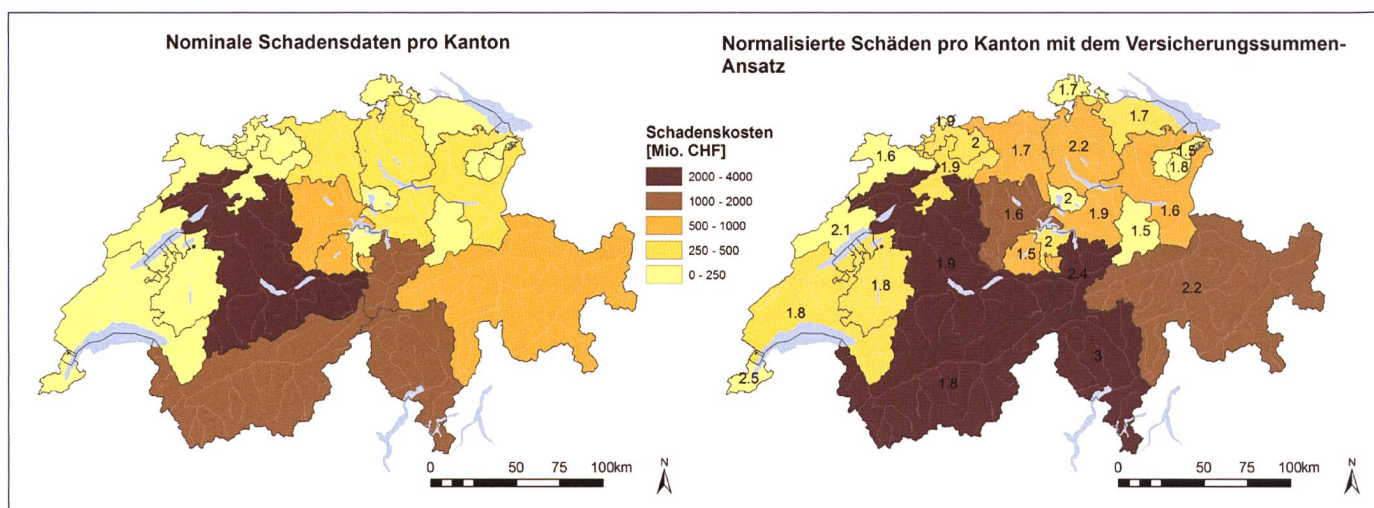 Nominale Schadensdaten pro Kanton
Schadenskosten
[Mio. CHF]
2000 - 4000
1000 - 2000
500 - 1000
250 - 500
0 - 250
0 50 75 100km
N
Normalisierte Schäden pro Kanton mit dem Versicherungssummen-
Ansatz
1.7
1.9
1.7
2
2.2
1.6
1.7
1.5
1.9
1.8
2
1.6
1.9
1.6
2.1
1.5
2
1.5
1.9
2.4
1.8
2.2
1.8
3
2.5
1.8
0 50 75 100km
N